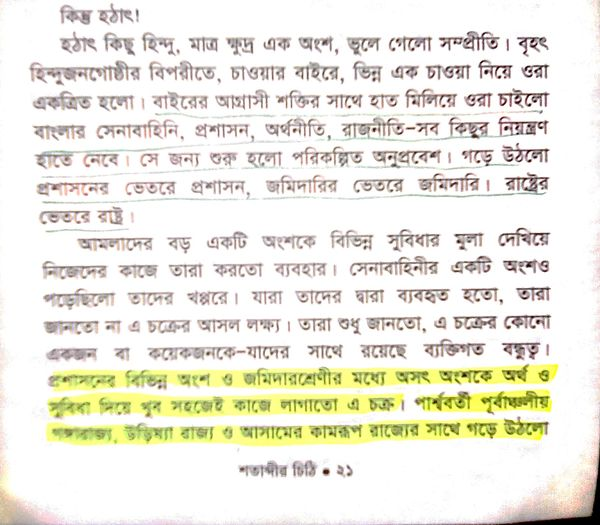 কিন্তু হঠাৎ!
হঠাৎ কিছু হিন্দু, মাত্র ক্ষুদ্র এক অংশ, ভুলে গেলো সম্প্রীতি। বৃহৎ
হিন্দুজনগোষ্ঠীর বিপরীতে, চাওয়ার বাইরে, ভিন্ন এক চাওয়া নিয়ে ওরা
একত্রিত হলো। বাইরের আগ্রাসী শক্তির সাথে হাত মিলিয়ে ওরা চাইলো
বাংলার সেনাবাহিনি, প্রশাসন, অর্থনীতি, রাজনীতি-সব কিছুর নিয়ন্ত্রণ
হাতে নেবে। সে জন্য শুরু হলো পরিকল্পিত অনুপ্রবেশ। গড়ে উঠলো
প্রশাসনের ভেতরে প্রশাসন, জমিদারির ভেতরে জমিদারি। রাষ্ট্রের
ভেতরে রাষ্ট্র।
আমলাদের বড় একটি অংশকে বিভিন্ন সুবিধার মুলা দেখিয়ে
নিজেদের কাজে তারা করতো ব্যবহার। সেনাবাহিনীর একটি অংশও
পড়েছিলো তাদের খপ্পরে। যারা তাদের দ্বারা ব্যবহৃত হতো, তারা
জানতো না এ চক্রের আসল লক্ষ্য। তারা শুধু জানতো, এ চক্রের কোনো
একজন বা কয়েকজনকে-যাদের সাথে রয়েছে ব্যক্তিগত বন্ধুত্ব।
প্রশাসনের বিভিন্ন অংশ ও জমিদারশ্রেণীর মধ্যে অসৎ অংশকে অর্থ ও
সুবিধা দিয়ে খুব সহজেই কাজে লাগাতো এ চক্র। পার্শ্ববর্তী পূর্বাঞ্চলীয়
গঙ্গারাজ্য, উড়িষ্যা রাজ্য ও আসামের কামরূপ রাজ্যের সাথে গড়ে উঠলো
শতাব্দীর চিঠি • ২১